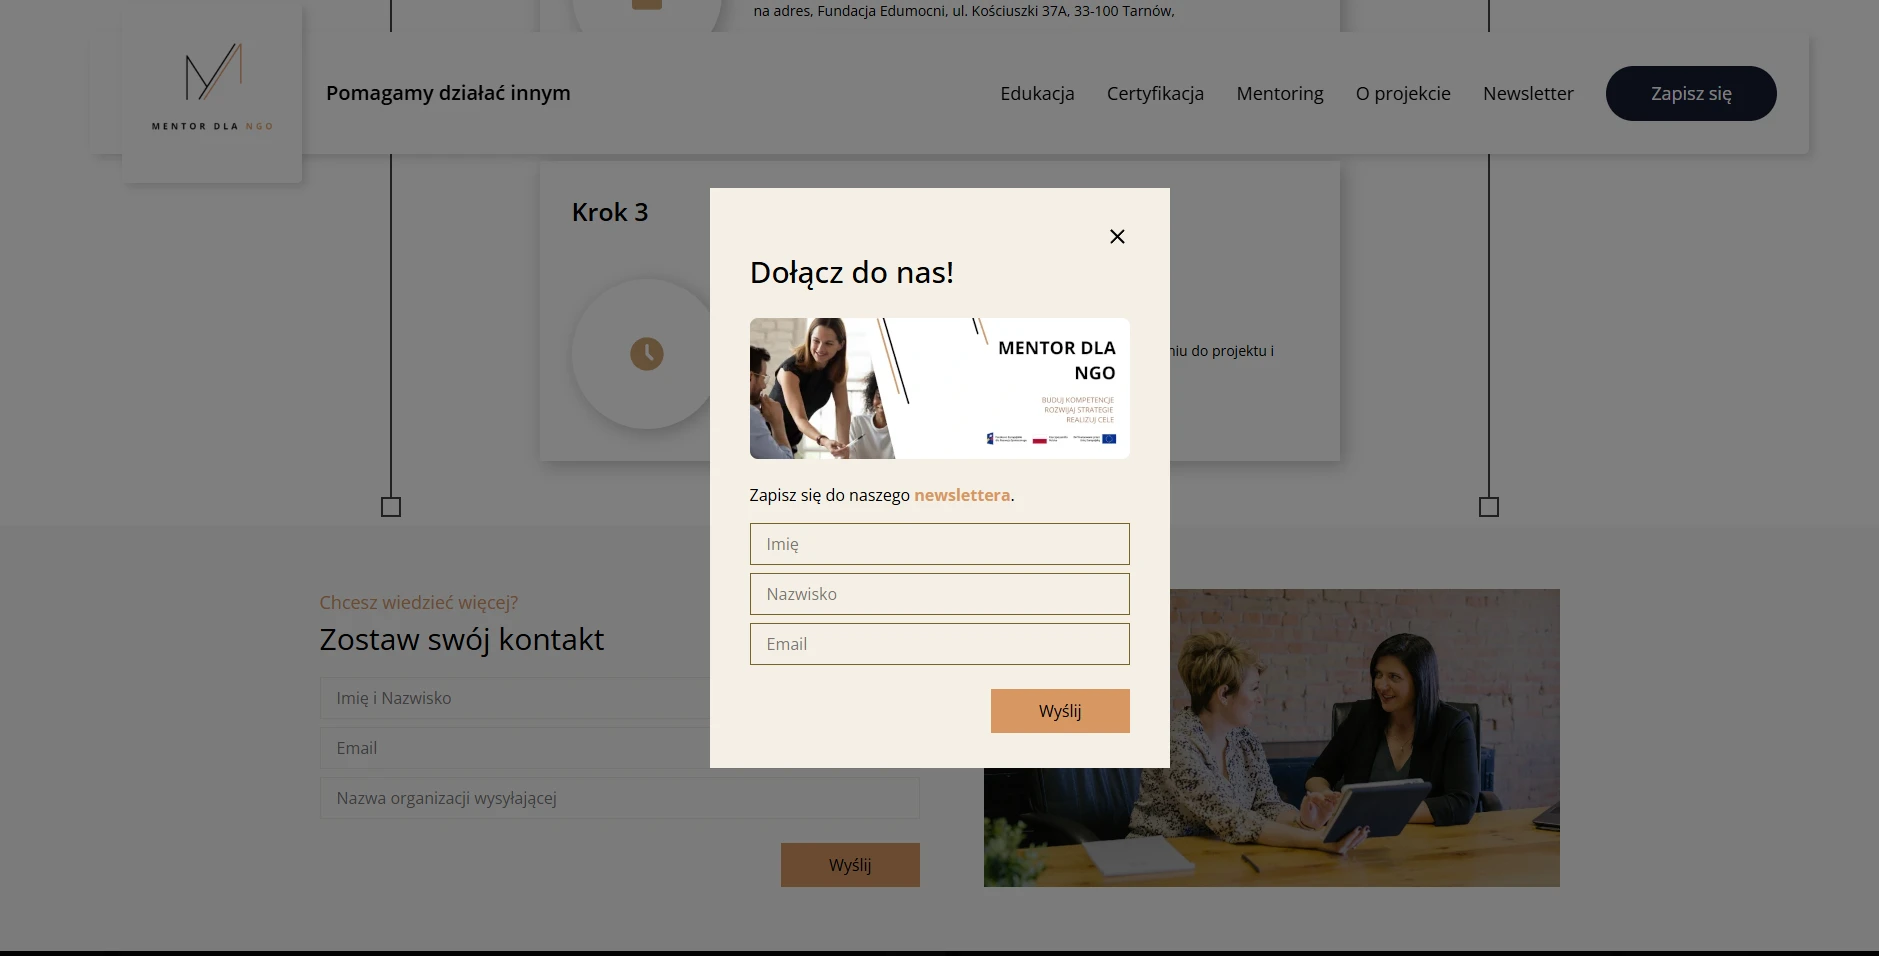 na adres, Fundacja Edumocni, ul. Kościuszki 37A, 33-100 Tarnów,
MENTOR DLA NGO
Pomagamy działać innym
Edukacja
Certyfikacja
Mentoring
O projekcie
Newsletter
Zapisz się
Krok 3
niu do projektu i
Dołącz do nas!
MENTOR DLA
NGO
BUDUJ KOMPETENCJE
ROZWIJAJ STRATEGIE
REALIZUJ CELE
Zapisz się do naszego newslettera.
Imię
Nazwisko
Email
Wyślij
Chcesz wiedzieć więcej?
Zostaw swój kontakt
Imię i Nazwisko
Email
Nazwa organizacji wysyłającej
Wyślij